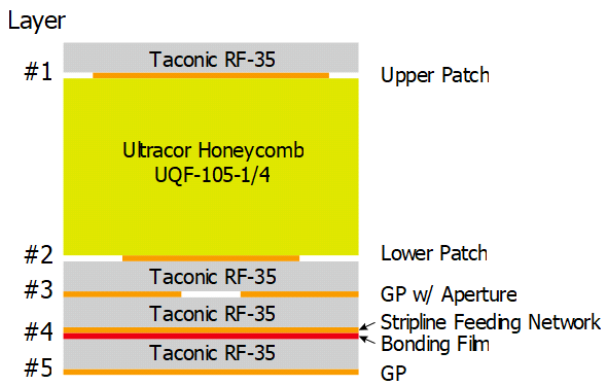 Layer
Taconic RF-35
#1
Upper Patch
Ultracor Honeycomb
UQF-105-1/4
#2
Lower Patch
Taconic RF-35
#3
GP w/ Aperture
Taconic RF-35
Stripline Feeding Network
#4
Bonding Film
Taconic RF-35
#5
GP